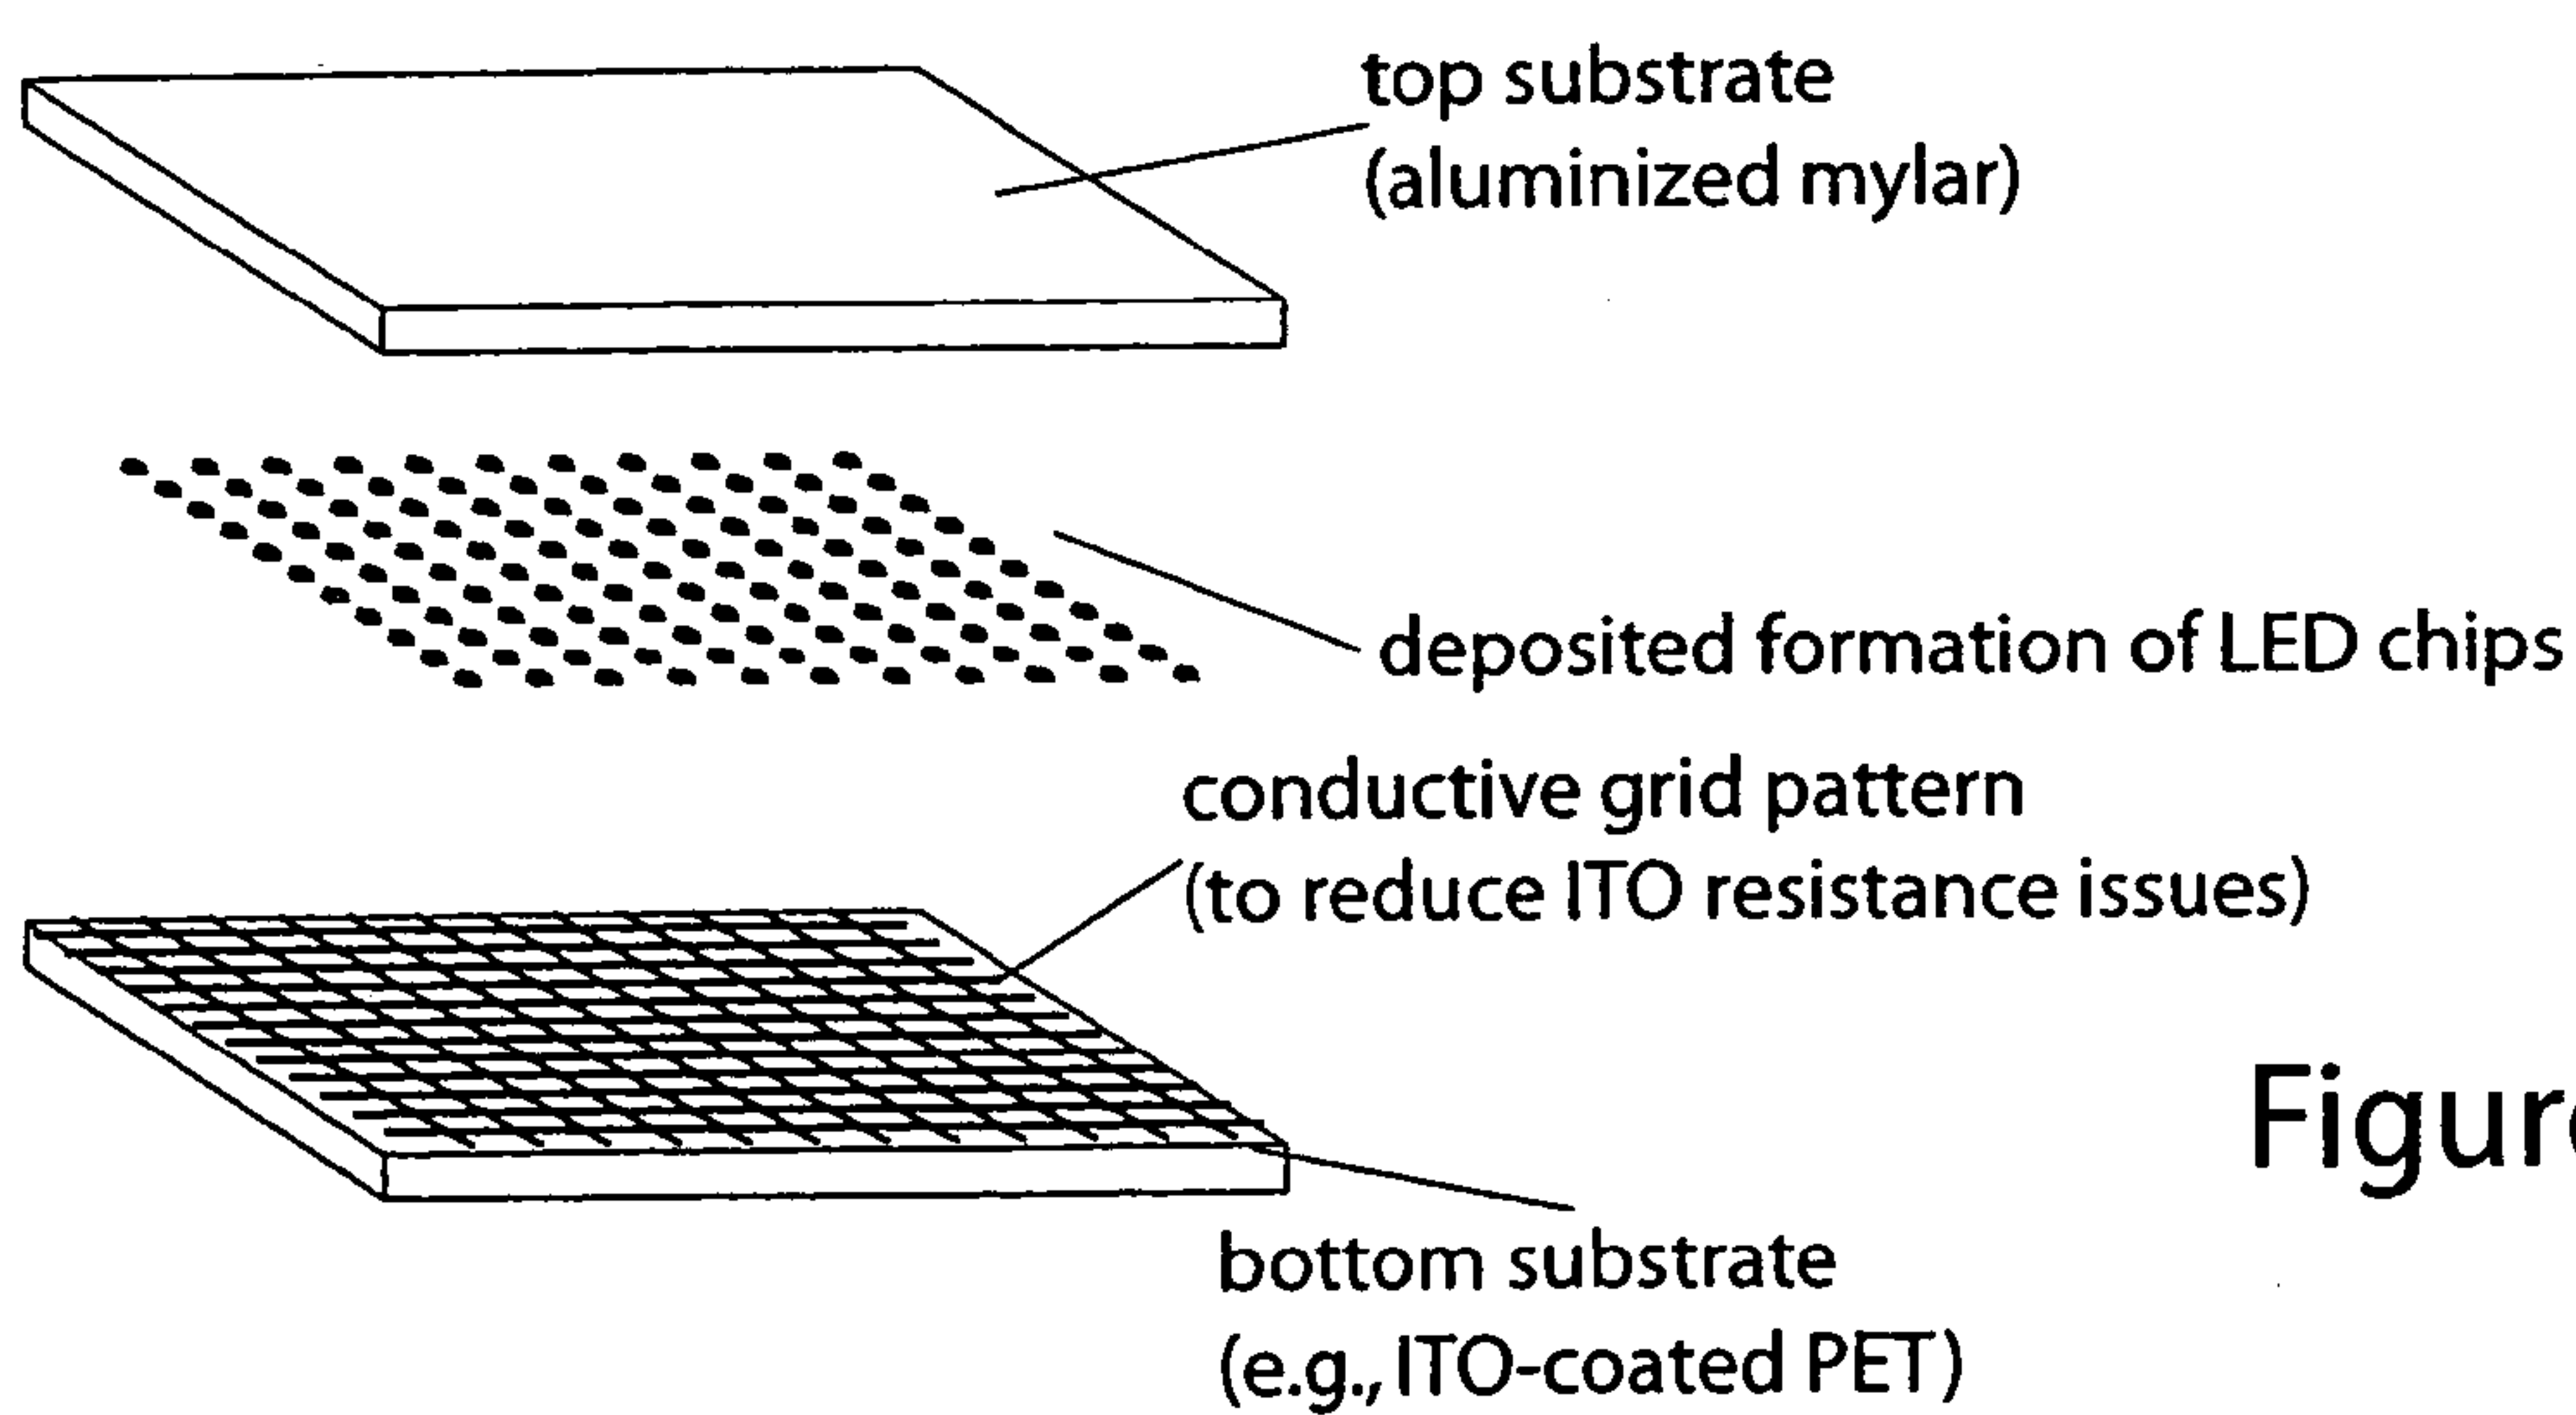 top substrate
(aluminized mylar)
deposited formation of LED chips
conductive grid pattern
(to reduce ITO resistance issues)
Figure
bottom substrate
(e.g., ITO-coated PET)